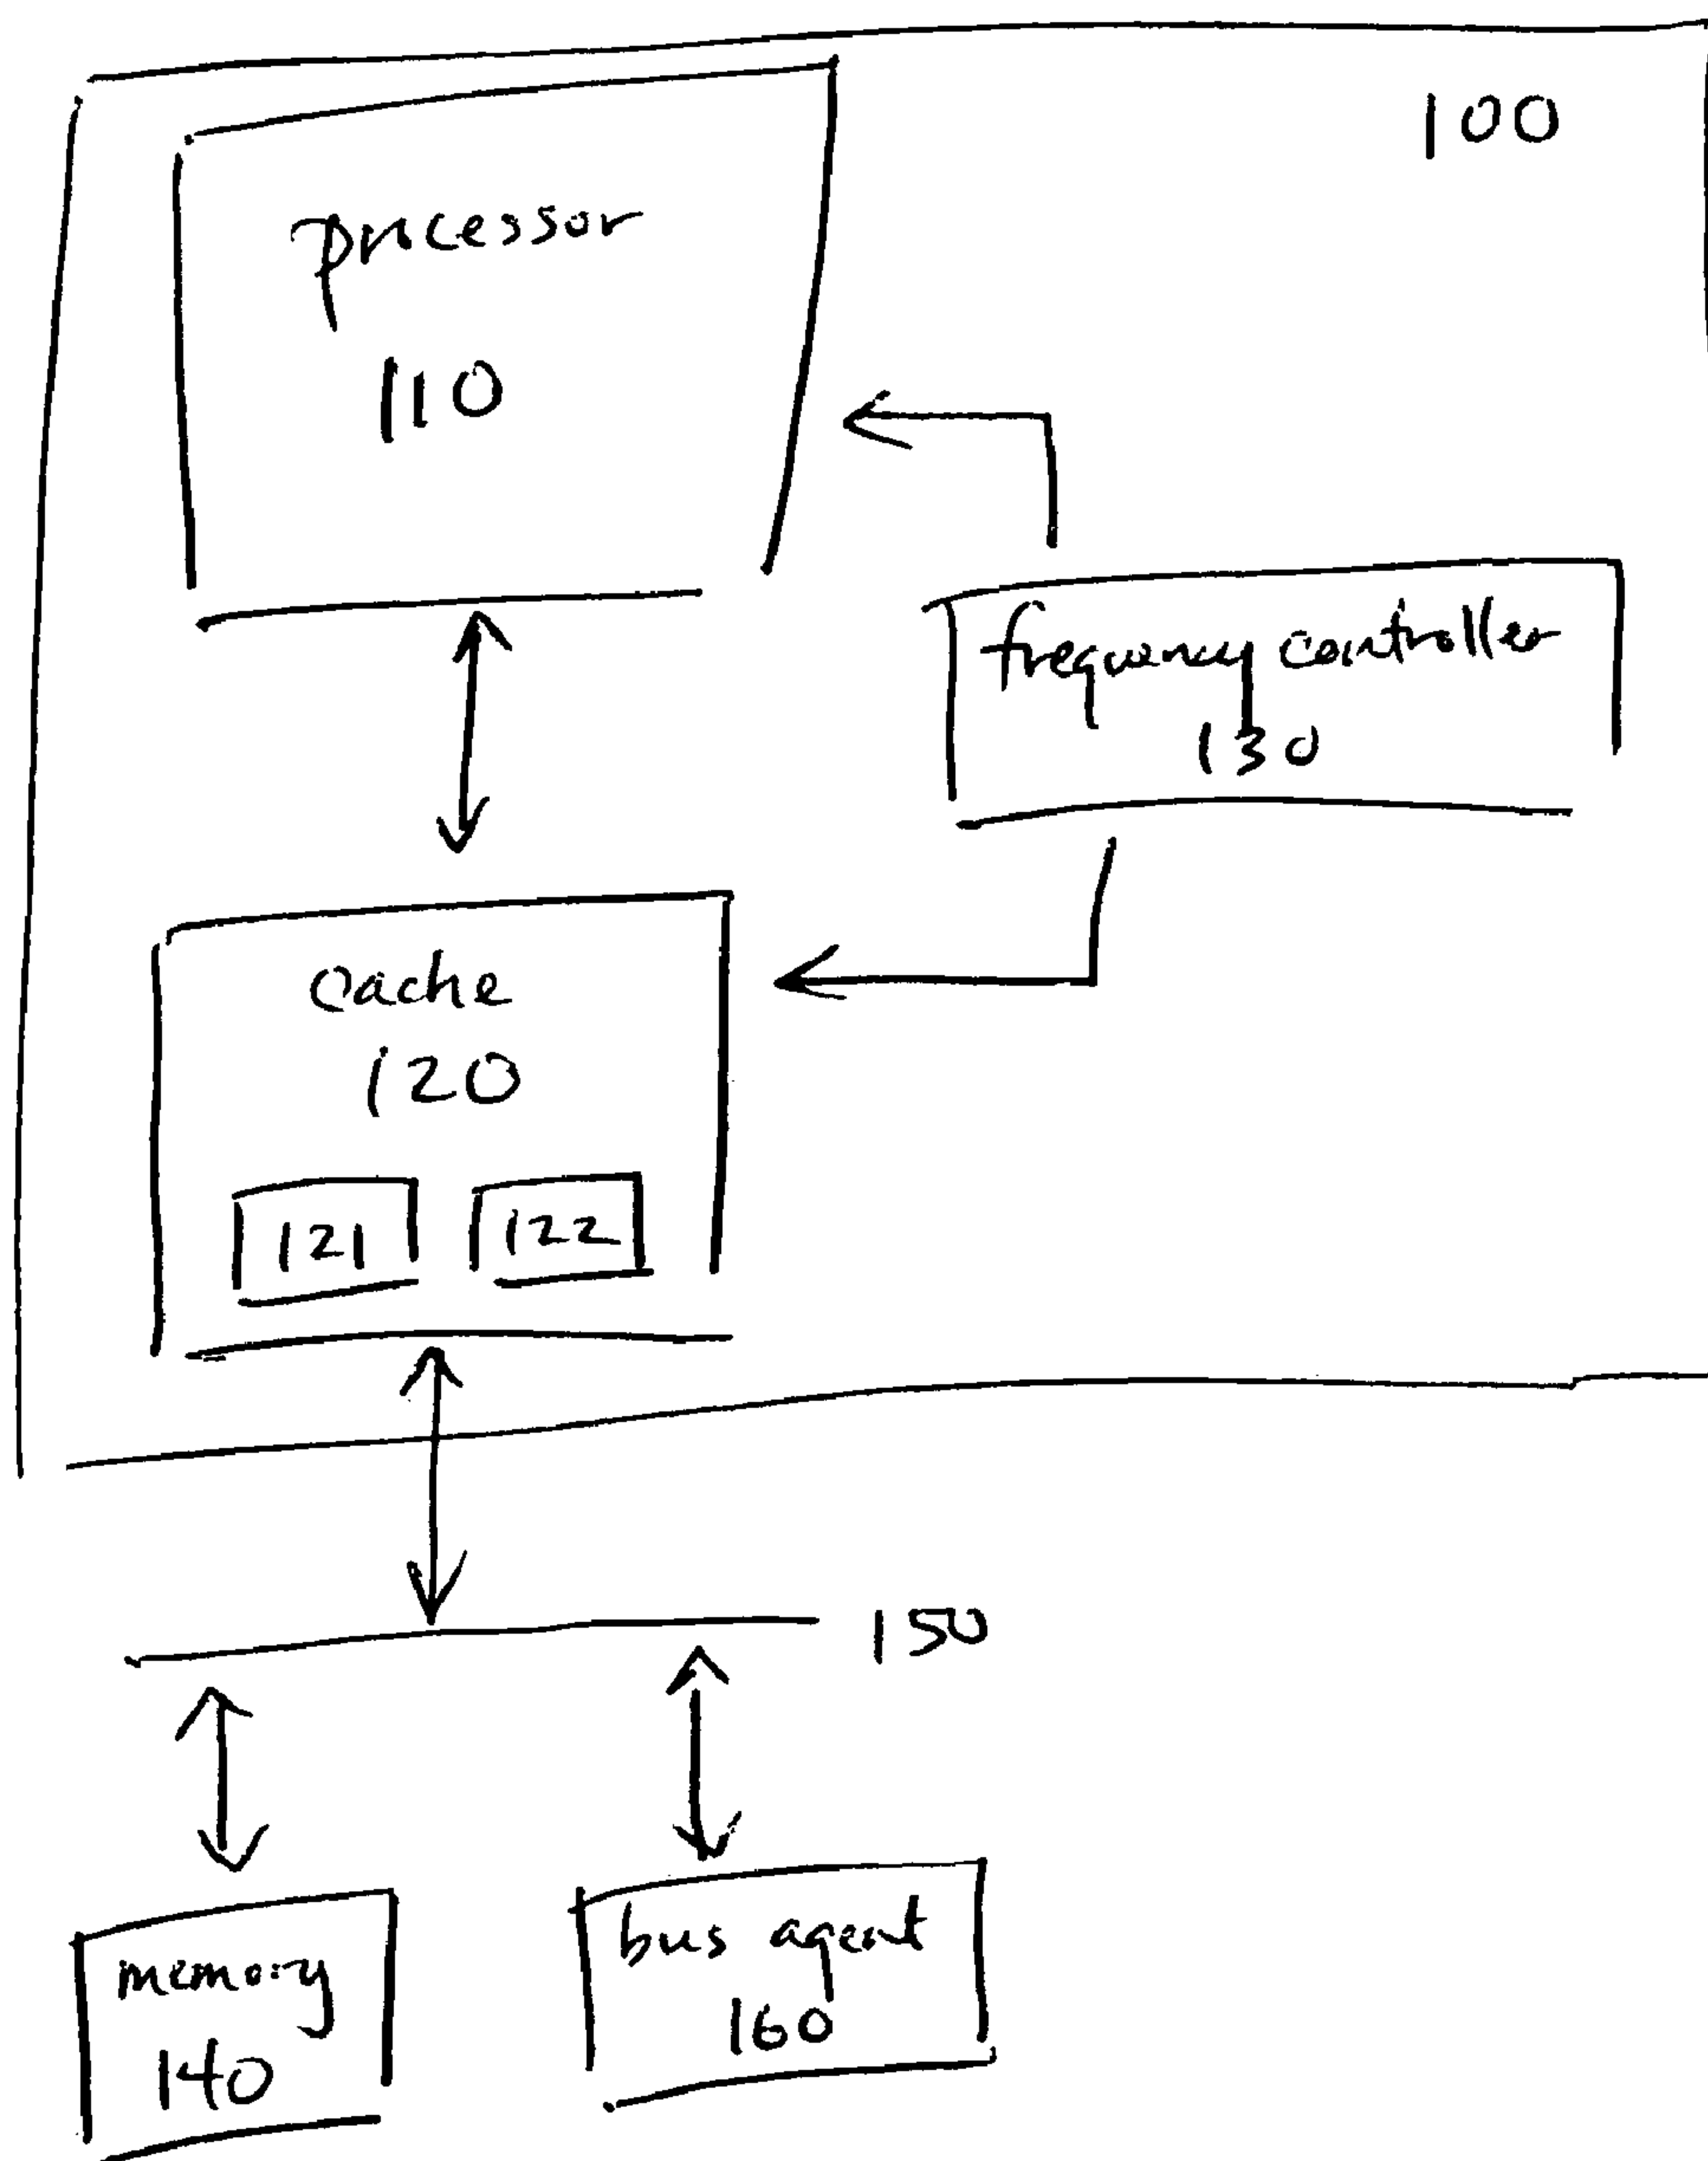 100
processor
110
frequency controller
130
cache
120
121
122
150
memory
140
bus agent
160